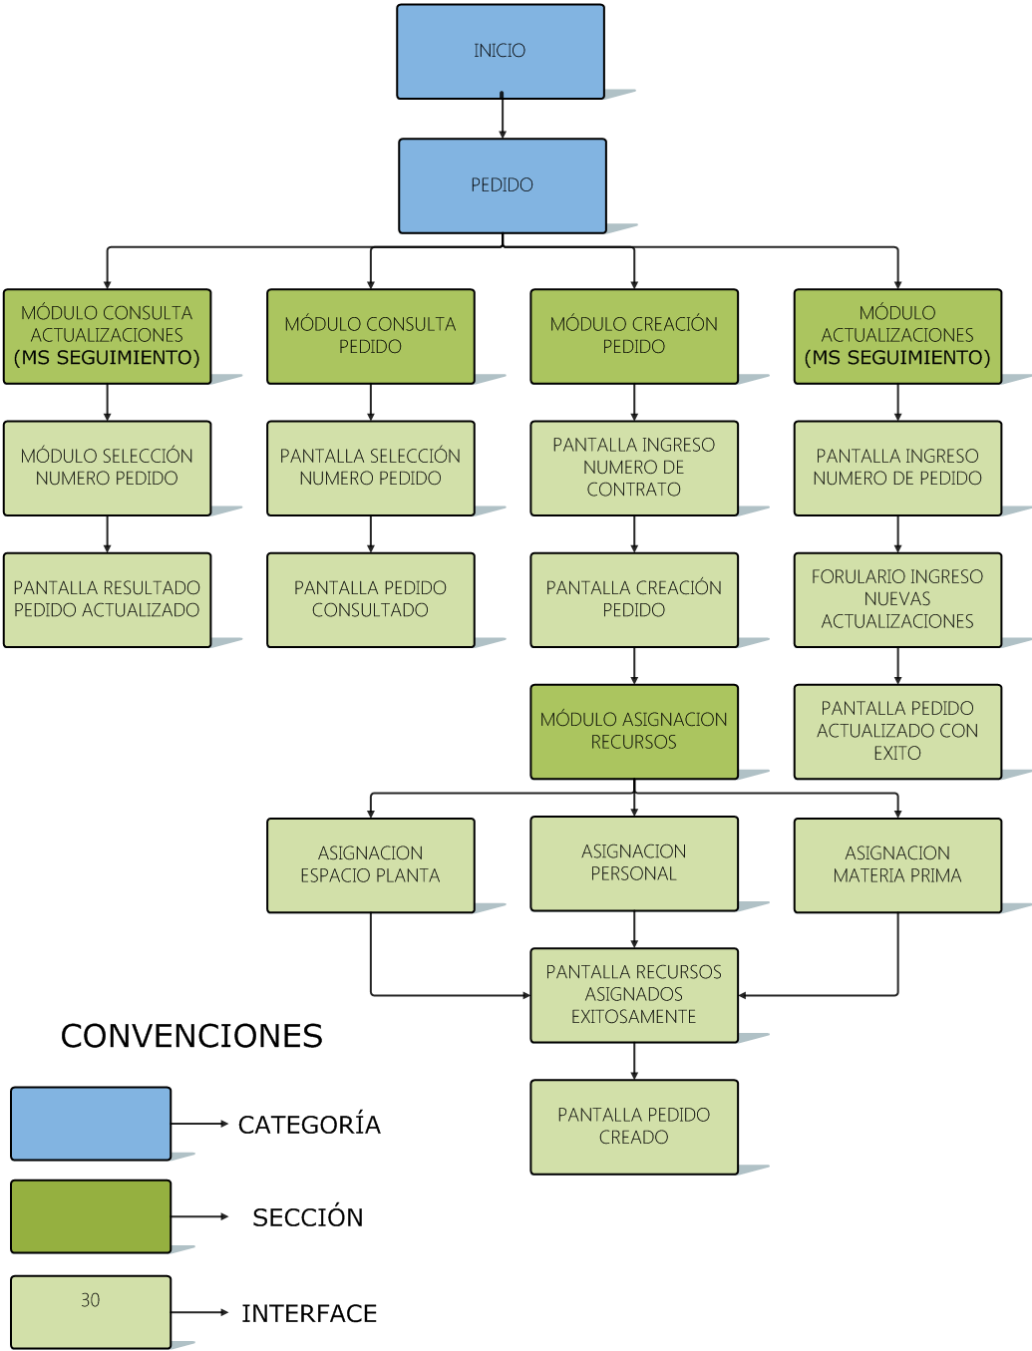 INICIO
PEDIDO
MÓDULO CONSULTA
ACTUALIZACIONES
(MS SEGUIMIENTO)
MÓDULO CONSULTA
PEDIDO
MÓDULO CREACIÓN
PEDIDO
MÓDULO
ACTUALIZACIONES
(MS SEGUIMIENTO)
MÓDULO SELECCIÓN
NUMERO PEDIDO
PANTALLA SELECCIÓN
NUMERO PEDIDO
PANTALLA INGRESO
NUMERO DE
CONTRATO
PANTALLA INGRESO
NUMERO DE PEDIDO
PANTALLA RESULTADO
PEDIDO ACTUALIZADO
PANTALLA PEDIDO
CONSULTADO
PANTALLA CREACIÓN
PEDIDO
FORULARIO INGRESO
NUEVAS
ACTUALIZACIONES
MÓDULO ASIGNACION
RECURSOS
PANTALLA PEDIDO
ACTUALIZADO CON
EXITO
ASIGNACION
ESPACIO PLANTA
ASIGNACION
PERSONAL
ASIGNACION
MATERIA PRIMA
PANTALLA RECURSOS
ASIGNADOS
EXITOSAMENTE
PANTALLA PEDIDO
CREADO
CONVENCIONES
CATEGORÍA
SECCIÓN
30
INTERFACE